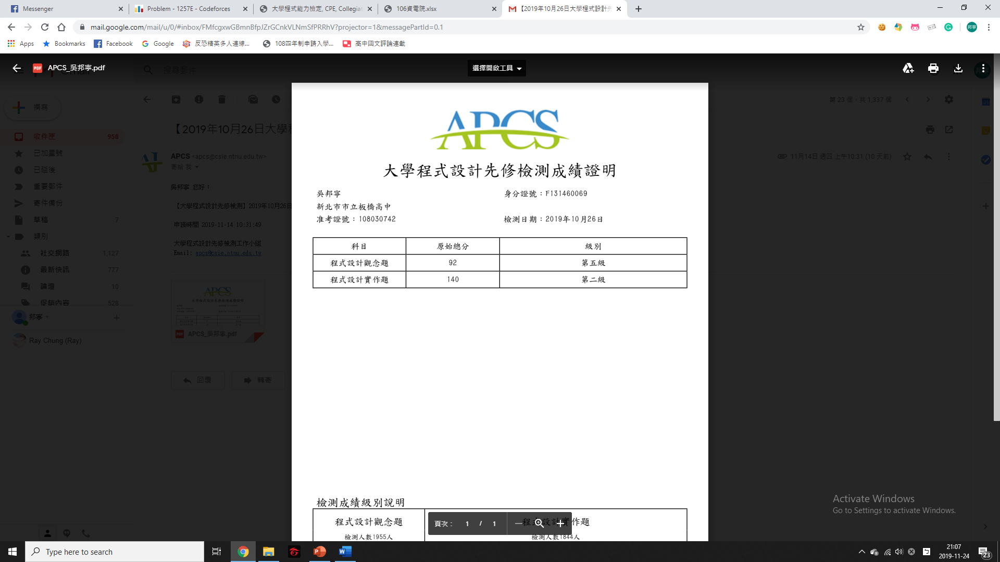 Messenger
Problem - 1257E - Codeforces
大學程式能力檢定, CPE, Collegiat
106資電院.xlsx
【2019年10月26日大學程式設計先
mail.google.com/mail/u/0/#inbox/FMfcgxwGBmnBfpJZrGCnkVLNmSfPRRhV?projector=1&messagePartId=0.1
Apps
Bookmarks
Facebook
Google
反恐精英多人連線...
108四年制申請入學...
高中國文評論連載
PDF
APCS_吳邦寧.pdf
搜尋郵件
選擇開啟工具
撰寫
第 23 個，共 1,337 個
收件匣 958
已加星號
已延後
重要郵件
寄件備份
草稿 7
類別
社交網路 1,127
最新快訊 777
論壇 10
促銷內容 528
邦寧
Ray Chung (Ray)
【2019年10月26日大學程
APCS <apcs@csie.ntnu.edu.tw>
11月14日 週四 上午10:31 (10 天前)
寄給 我
吳邦寧 您好：
【大學程式設計先修檢測】2019年10月26日
申請時間 2019-11-14 10:31:49
大學程式設計先修檢測工作小組
Email: apcs@csie.ntnu.edu.tw
PDF
APCS_吳邦寧.pdf
回覆
轉寄
APCS
大學程式設計先修檢測成績證明
吳邦寧
身分證號：F131460069
新北市市立板橋高中
准考證號：108030742
檢測日期：2019年10月26日
科目 原始總分 級別
程式設計觀念題 92 第五級
程式設計實作題 140 第二級
檢測成績級別說明
程式設計觀念題
程式設計實作題
檢測人數1955人
檢測人數1844人
頁次： 1 / 1
Activate Windows
Go to Settings to activate Windows.
Type here to search
21:07
2019-11-24
23